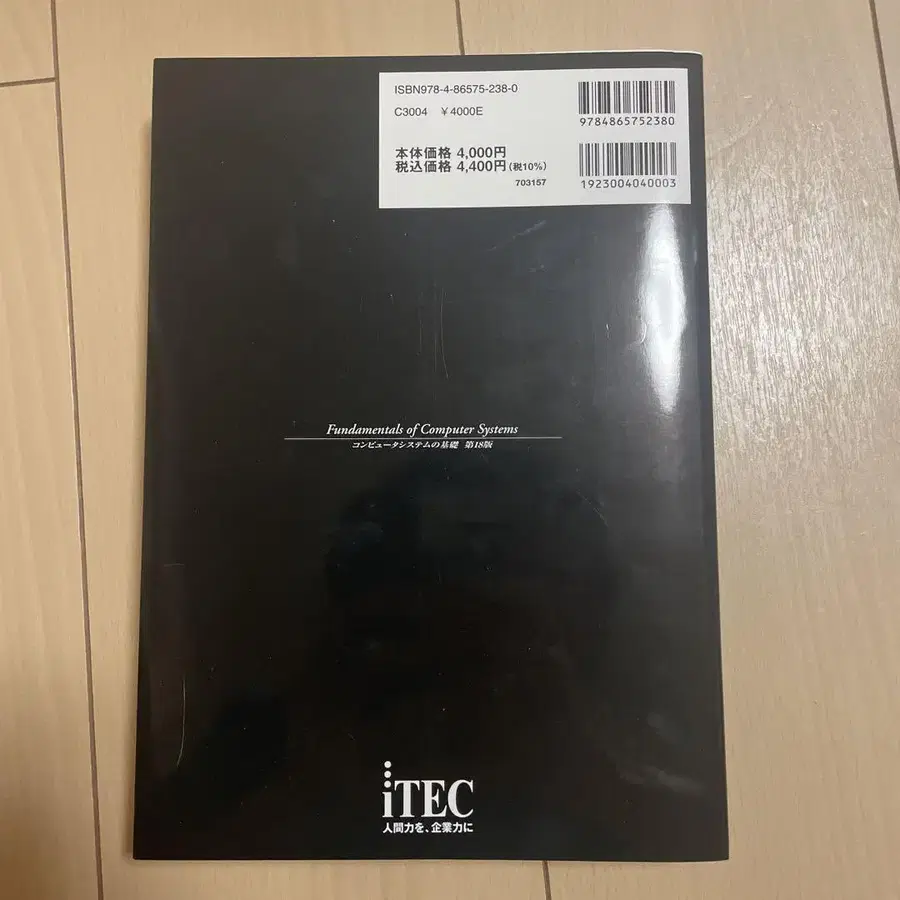 ISBN978-4-86575-238-0
C3004 ¥4000E
9784865752380
本体価格 4,000円
税込価格 4,400円(税10%)
703157
1923004040003
Fundamentals of Computer Systems
コンピュータシステムの基礎 第18版
iTEC
人間力を、企業力に